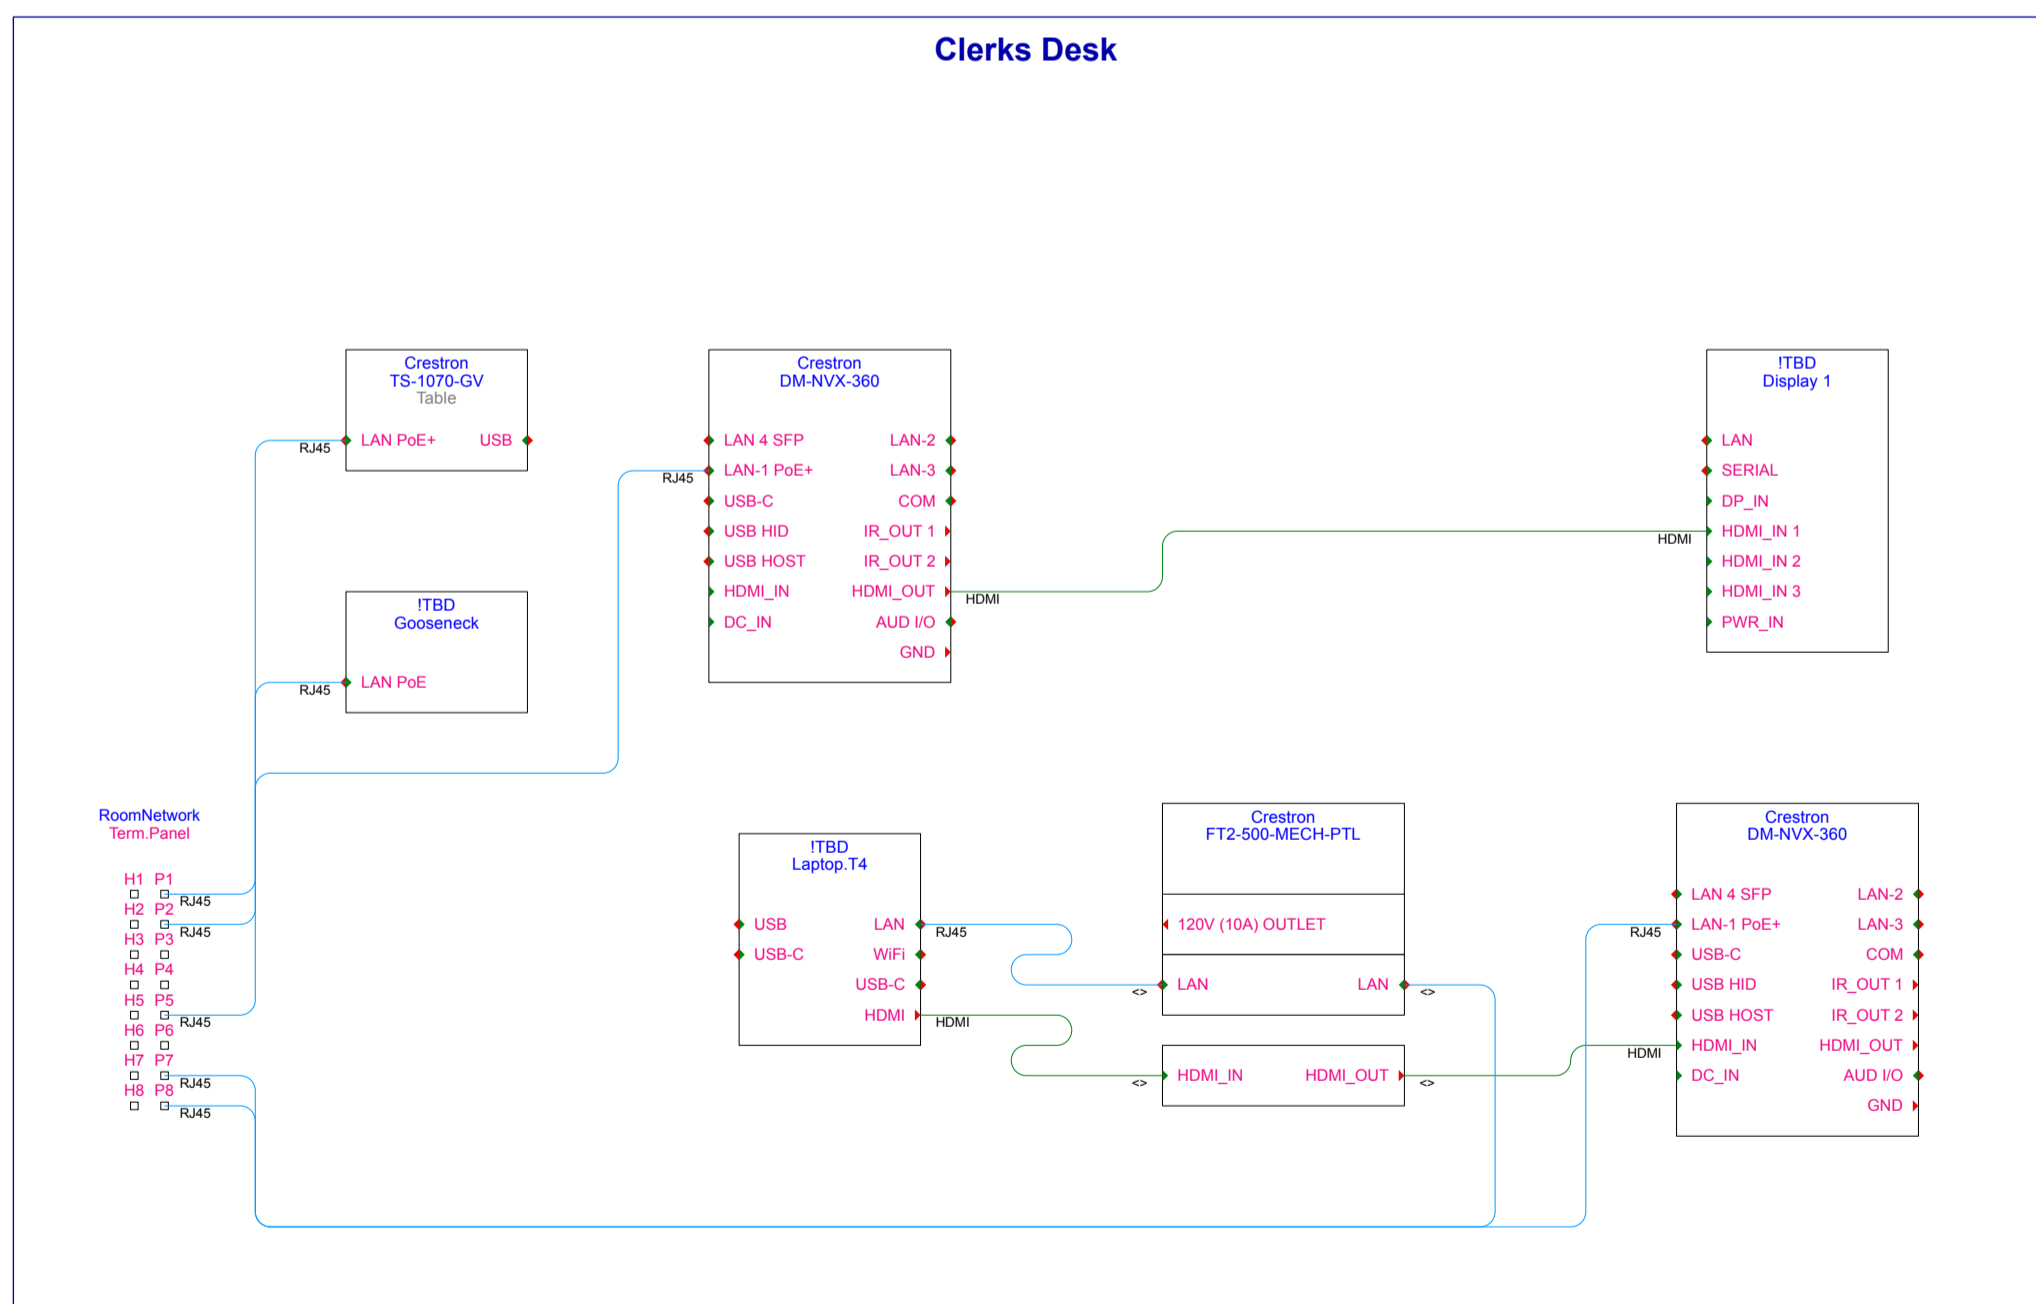 Clerks Desk
Crestron
TS-1070-GV
Table
RJ45
LAN PoE+
USB
!TBD
Gooseneck
RJ45
LAN PoE
Crestron
DM-NVX-360
LAN 4 SFP
LAN-2
RJ45
LAN-1 PoE+
LAN-3
USB-C
COM
USB HID
IR_OUT 1
USB HOST
IR_OUT 2
HDMI_IN
HDMI_OUT
HDMI
DC_IN
AUD I/O
GND
!TBD
Display 1
LAN
SERIAL
DP_IN
HDMI
HDMI_IN 1
HDMI_IN 2
HDMI_IN 3
PWR_IN
RoomNetwork
Term.Panel
H1 P1
RJ45
H2 P2
RJ45
H3 P3
H4 P4
H5 P5
RJ45
H6 P6
H7 P7
RJ45
H8 P8
RJ45
!TBD
Laptop.T4
USB
LAN
RJ45
USB-C
WiFi
USB-C
HDMI
HDMI
Crestron
FT2-500-MECH-PTL
120V (10A) OUTLET
<>
LAN
LAN
<>
<>
HDMI_IN
HDMI_OUT
<>
Crestron
DM-NVX-360
LAN 4 SFP
LAN-2
RJ45
LAN-1 PoE+
LAN-3
USB-C
COM
USB HID
IR_OUT 1
USB HOST
IR_OUT 2
HDMI
HDMI_IN
HDMI_OUT
DC_IN
AUD I/O
GND